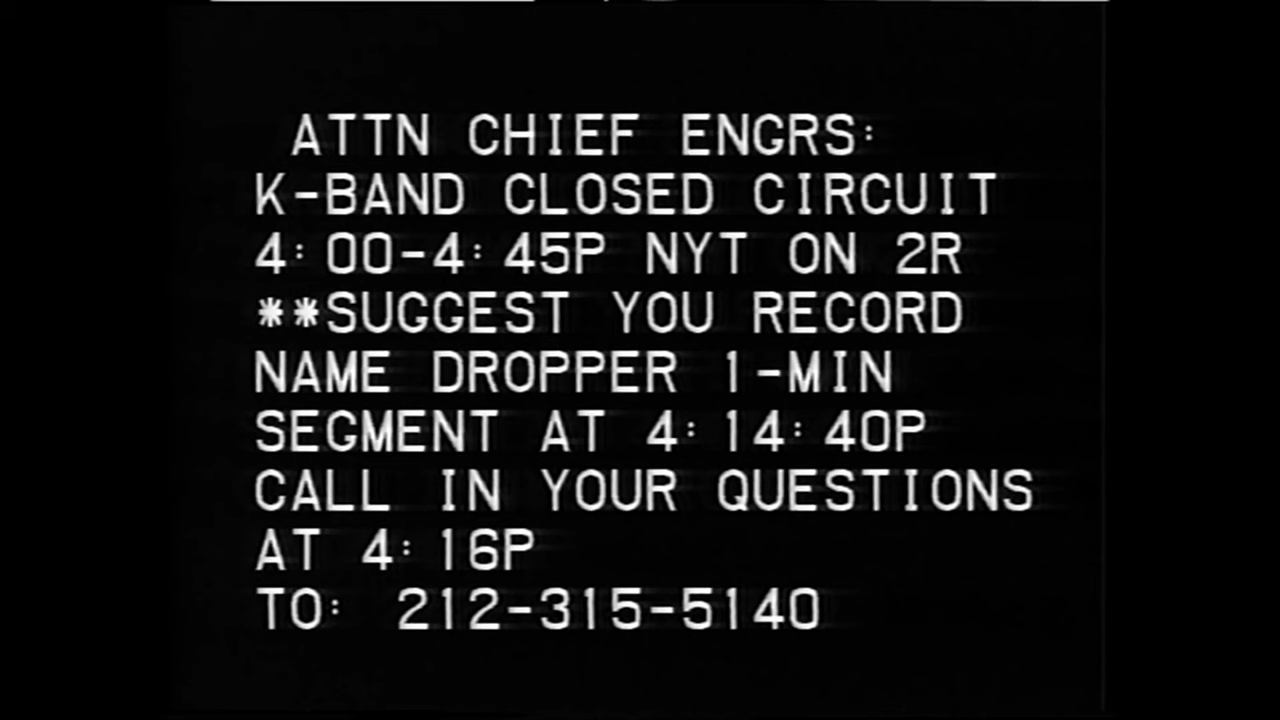 ATTN CHIEF ENGRS:
K-BAND CLOSED CIRCUIT
4:00-4:45P NYT ON 2R
**SUGGEST YOU RECORD
NAME DROPPER 1-MIN
SEGMENT AT 4:14:40P
CALL IN YOUR QUESTIONS
AT 4:16P
TO: 212-315-5140